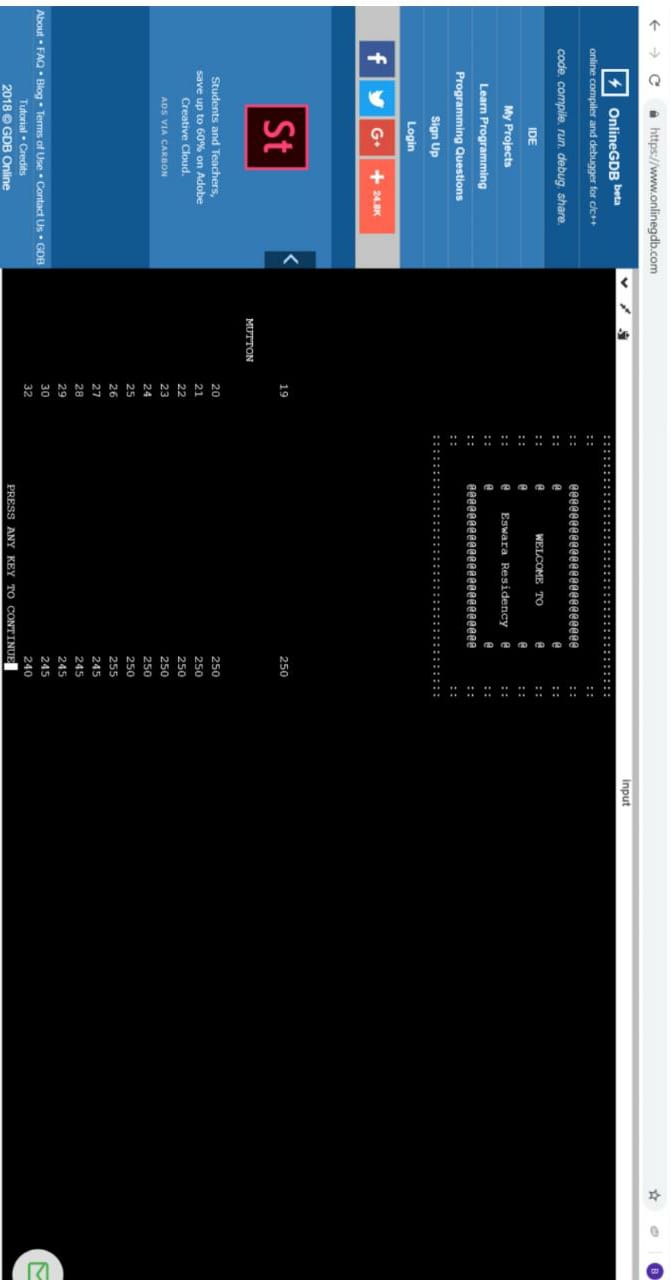 https://www.onlinegdb.com
OnlineGDB beta
online compiler and debugger for c/c++
code. compile. run. debug. share.
IDE
My Projects
Learn Programming
Programming Questions
Sign Up
Login
f G+ + 24.8K
St
Students and Teachers,
save up to 60% on Adobe
Creative Cloud.
ADS VIA CARBON
About • FAQ • Blog • Terms of Use • Contact Us • GDB
Tutorial • Credits
2018 © GDB Online
input
WELCOME TO
Eswara Residency
19 250
MUTTON
20 250
21 250
22 250
23 250
24 250
25 250
26 255
27 245
28 245
29 245
30 245
32 240
PRESS ANY KEY TO CONTINUE
B